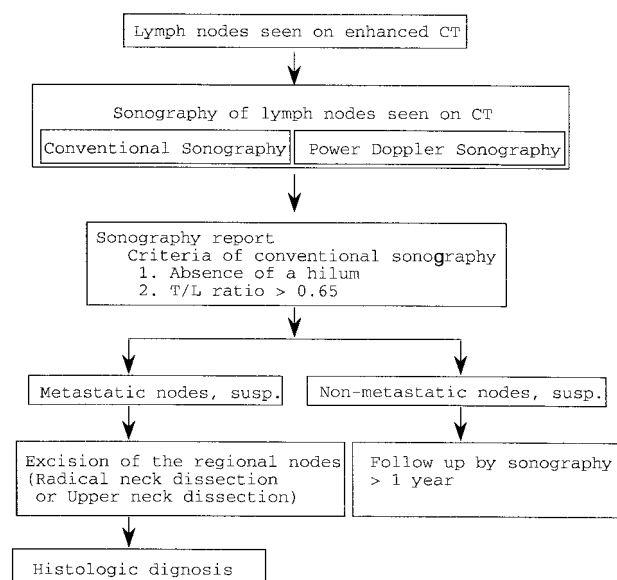 Lymph nodes seen on enhanced CT
Sonography of lymph nodes seen on CT
Conventional Sonography
Power Doppler Sonography
Sonography report
Criteria of conventional sonography
1. Absence of a hilum
2. T/L ratio > 0.65
Metastatic nodes, susp.
Non-metastatic nodes, susp.
Excision of the regional nodes
(Radical neck dissection
or Upper neck dissection)
Follow up by sonography
> 1 year
Histologic dignosis